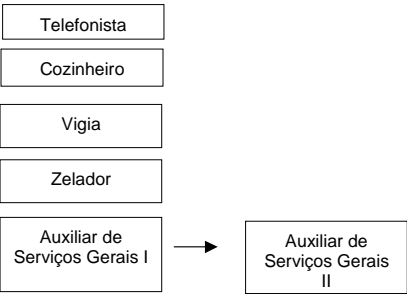 Telefonista
Cozinheiro
Vigia
Zelador
Auxiliar de
Serviços Gerais I
Auxiliar de
Serviços Gerais
II